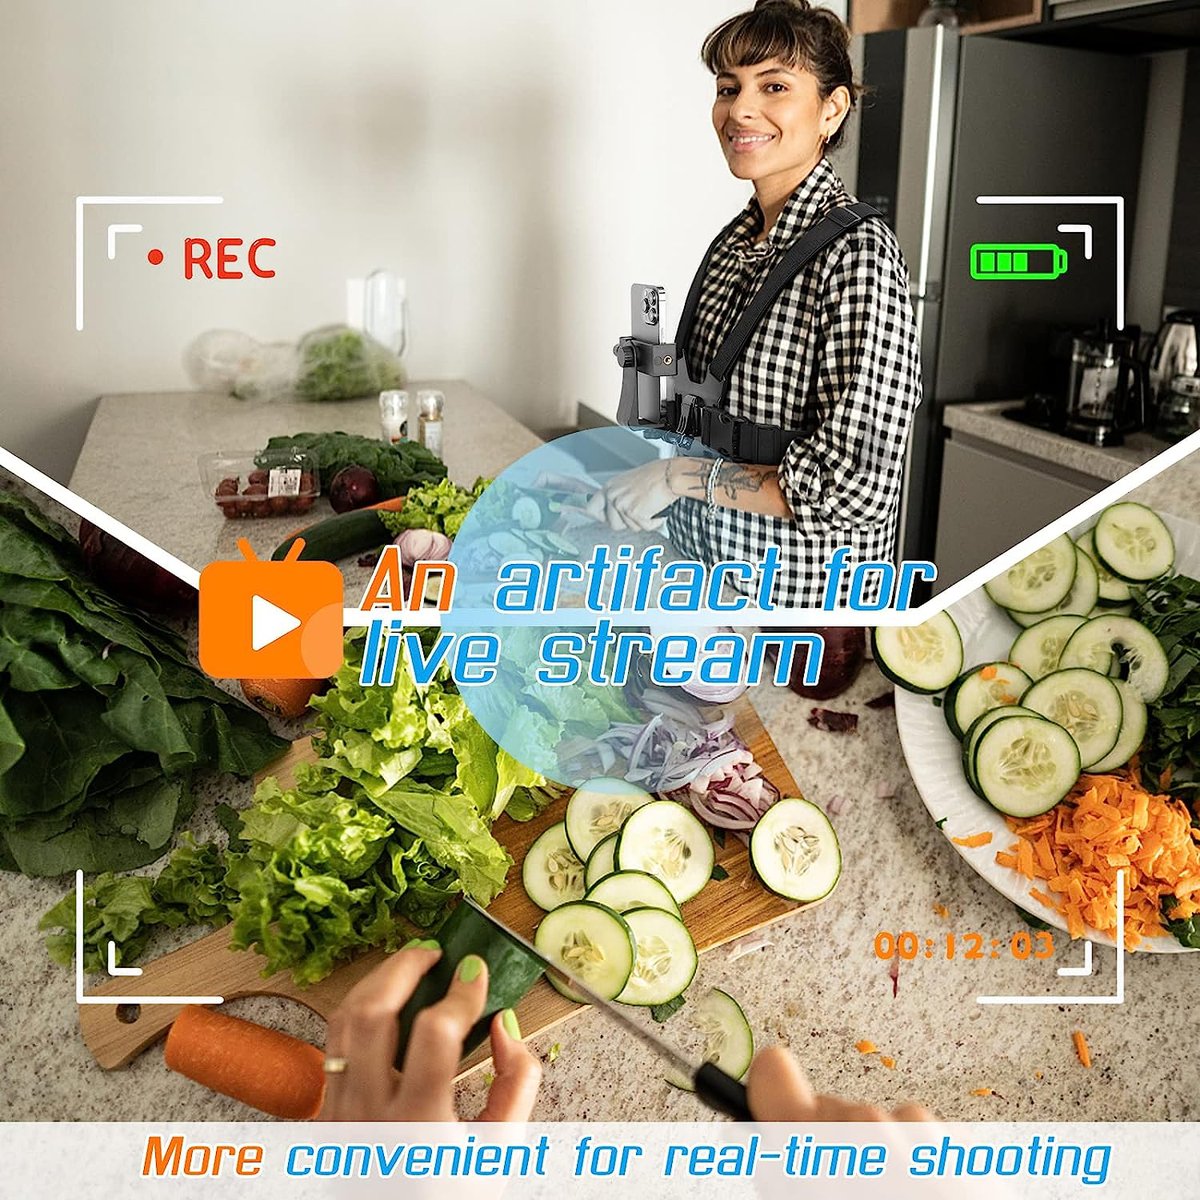 REC
An artifact for
live stream
00:12:03
More convenient for real-time shooting